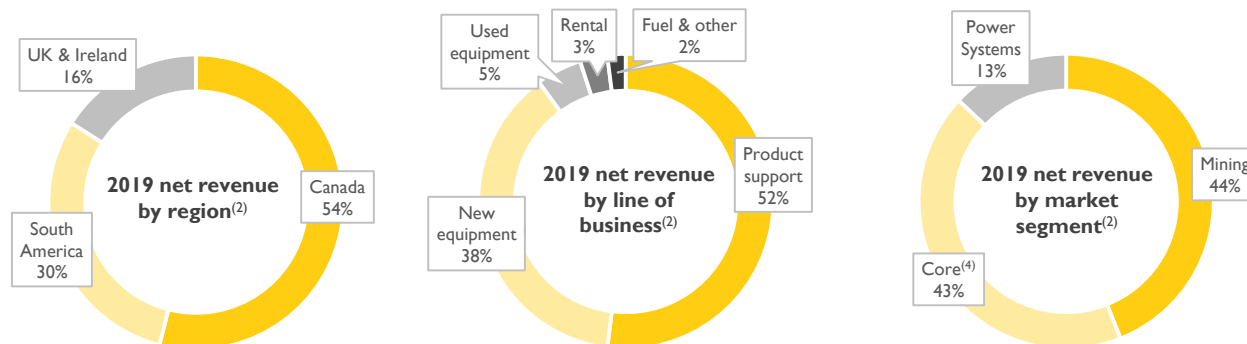 UK & Ireland
16%
2019 net revenue
by region(2)
Canada
54%
South
America
30%
Used
equipment
5%
Rental
3%
Fuel & other
2%
2019 net revenue
by line of
business(2)
Product
support
52%
New
equipment
38%
Power
Systems
13%
2019 net revenue
by market
segment(2)
Mining
44%
Core(4)
43%